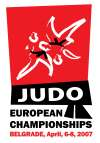 JUDO
EUROPEAN
CHAMPIONSHIPS
BELGRADE, April, 6-8, 2007